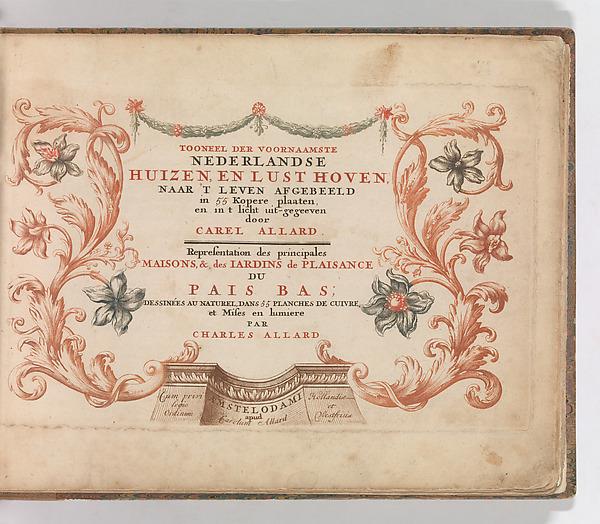 TOONEEL DER VOORNAAMSTE
NEDERLANDSE
HUIZEN, EN LUST HOVEN,
NAAR 'T LEVEN AFGEBEELD
in 55 Kopere plaaten,
en in t licht uit-gegeeven
door
CAREL ALLARD.
Repreſentation des principales
MAISONS, & des IARDINS de PLAISANCE
DU
PAIS BAS;
DESSINÉES AU NATUREL, DANS 55 PLANCHES DE CUIVRE,
et Miſes en lumiere
PAR
CHARLES ALLARD
Cum privi
legio
Ordinum
AMSTELODAMI
apud
Carolum Allard
Hollandiæ
et
Westfrisiæ